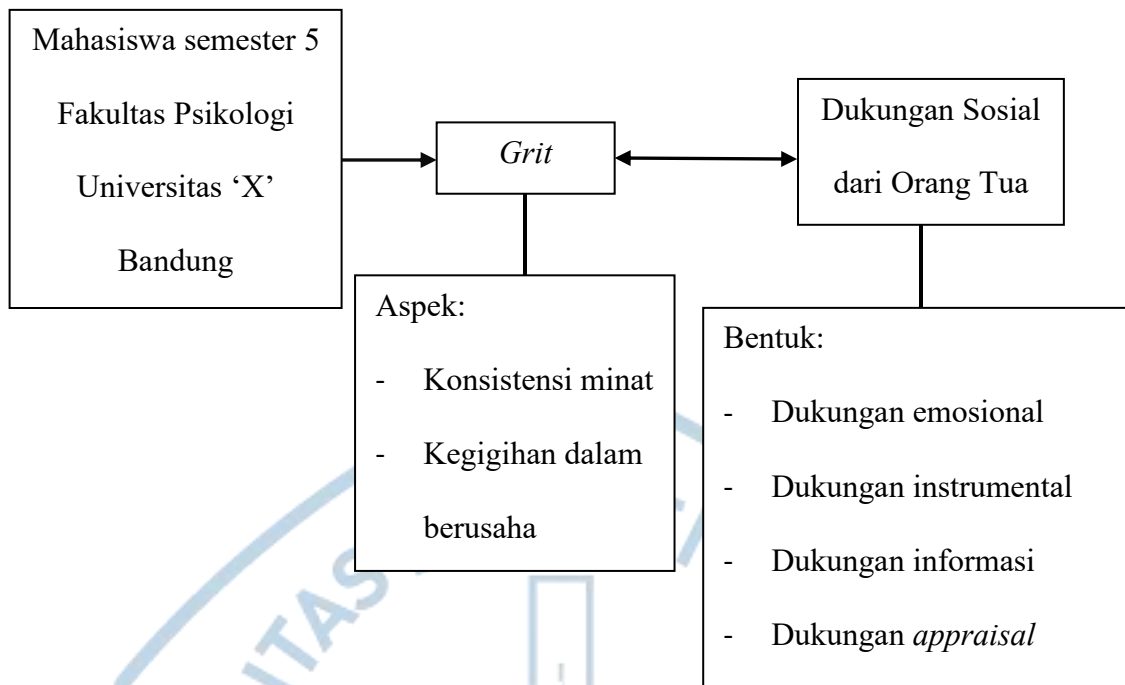 Mahasiswa semester 5
Fakultas Psikologi
Universitas ‘X’
Bandung
Grit
Dukungan Sosial
dari Orang Tua
Aspek:
- Konsistensi minat
- Kegigihan dalam
berusaha
Bentuk:
- Dukungan emosional
- Dukungan instrumental
- Dukungan informasi
- Dukungan appraisal
ITAS